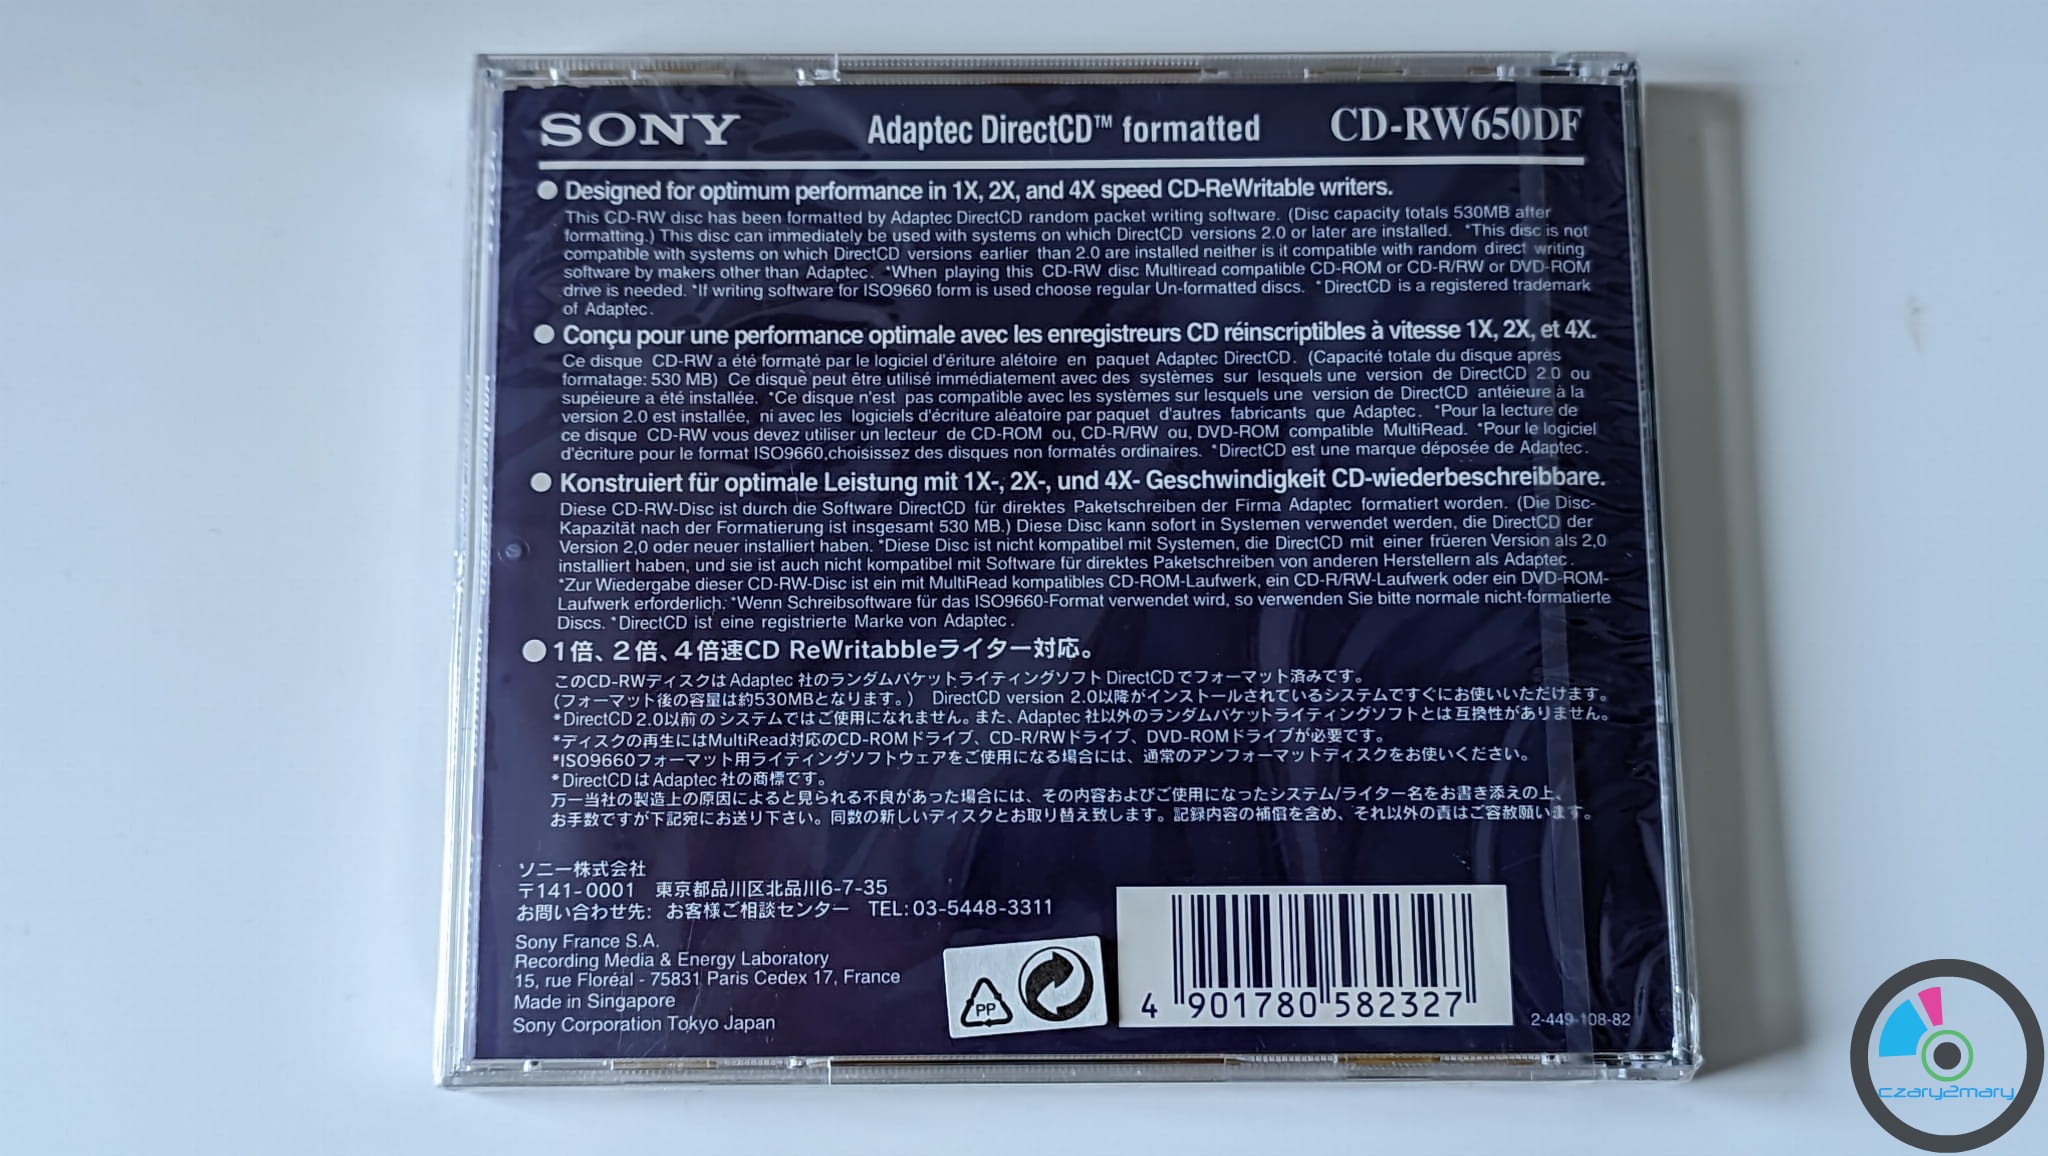 SONY Adaptec DirectCD™ formatted CD-RW650DF
● Designed for optimum performance in 1X, 2X, and 4X speed CD-ReWritable writers.
This CD-RW disc has been formatted by Adaptec DirectCD random packet writing software. (Disc capacity totals 530MB after
formatting.) This disc can immediately be used with systems on which DirectCD versions 2.0 or later are installed. *This disc is not
compatible with systems on which DirectCD versions earlier than 2.0 are installed neither is it compatible with random direct writing
software by makers other than Adaptec. *When playing this CD-RW disc Multiread compatible CD-ROM or CD-R/RW or DVD-ROM
drive is needed. *If writing software for ISO9660 form is used choose regular Un-formatted discs. *DirectCD is a registered trademark
of Adaptec.
● Conçu pour une performance optimale avec les enregistreurs CD réinscriptibles à vitesse 1X, 2X, et 4X.
Ce disque CD-RW a été formaté par le logiciel d'ériture alétoire en paquet Adaptec DirectCD. (Capacité totale du disque après
formatage: 530 MB) Ce disquè peut être utilisé immédiatement avec des systèmes sur lesquels une version de DirectCD 2.0 ou
supéieure a été installée. *Ce disque n'est pas compatible avec les systèmes sur lesquels une version de DirectCD antéieure à la
version 2.0 est installée, ni avec les logiciels d'écriture aléatoire par paquet d'autres fabricants que Adaptec. *Pour la lecture de
ce disque CD-RW vous devez utiliser un lecteur de CD-ROM ou, CD-R/RW ou, DVD-ROM compatible MultiRead. *Pour le logiciel
d'écriture pour le format ISO9660,choisissez des disques non formatés ordinaires. *DirectCD est une marque déposée de Adaptec.
● Konstruiert für optimale Leistung mit 1X-, 2X-, und 4X- Geschwindigkeit CD-wiederbeschreibbare.
Diese CD-RW-Disc ist durch die Software DirectCD für direktes Paketschreiben der Firma Adaptec formatiert worden. (Die Disc-
Kapazität nach der Formatierung ist insgesamt 530 MB.) Diese Disc kann sofort in Systemen verwendet werden, die DirectCD der
Version 2,0 oder neuer installiert haben. *Diese Disc ist nicht kompatibel mit Systemen, die DirectCD mit einer früeren Version als 2,0
installiert haben, und sie ist auch nicht kompatibel mit Software für direktes Paketschreiben von anderen Herstellern als Adaptec.
*Zur Wiedergabe dieser CD-RW-Disc ist ein mit MultiRead kompatibles CD-ROM-Laufwerk, ein CD-R/RW-Laufwerk oder ein DVD-ROM-
Laufwerk erforderlich. *Wenn Schreibsoftware für das ISO9660-Format verwendet wird, so verwenden Sie bitte normale nicht-formatierte
Discs. *DirectCD ist eine registrierte Marke von Adaptec.
● 1倍、2倍、4倍速CD ReWritabbleライター対応。
このCD-RWディスクはAdaptec 社のランダムパケットライティングソフト DirectCDでフォーマット済みです。
(フォーマット後の容量は約530MBとなります。) DirectCD version 2.0以降がインストールされているシステムですぐにお使いいただけます。
*DirectCD 2.0以前のシステムではご使用になれません。また、Adaptec 社以外のランダムパケットライティングソフトとは互換性がありません。
*ディスクの再生にはMultiRead対応のCD-ROMドライブ、CD-R/RWドライブ、DVD-ROMドライブが必要です。
*ISO9660フォーマット用ライティングソフトウェアをご使用になる場合には、通常のアンフォーマットディスクをお使いください。
*DirectCDはAdaptec 社の商標です。
万一当社の製造上の原因によると見られる不良があった場合には、その内容およびご使用になったシステム/ライター名をお書き添えの上、
お手数ですが下記宛にお送り下さい。同数の新しいディスクとお取り替え致します。記録内容の補償を含め、それ以外の責はご容赦願います。
ソニー株式会社
〒141-0001 東京都品川区北品川6-7-35
お問い合わせ先: お客様ご相談センター TEL: 03-5448-3311
Sony France S.A.
Recording Media & Energy Laboratory
15, rue Floréal - 75831 Paris Cedex 17, France
Made in Singapore
Sony Corporation Tokyo Japan
PP
4 901780 582327
2-449-108-82
czary2mary